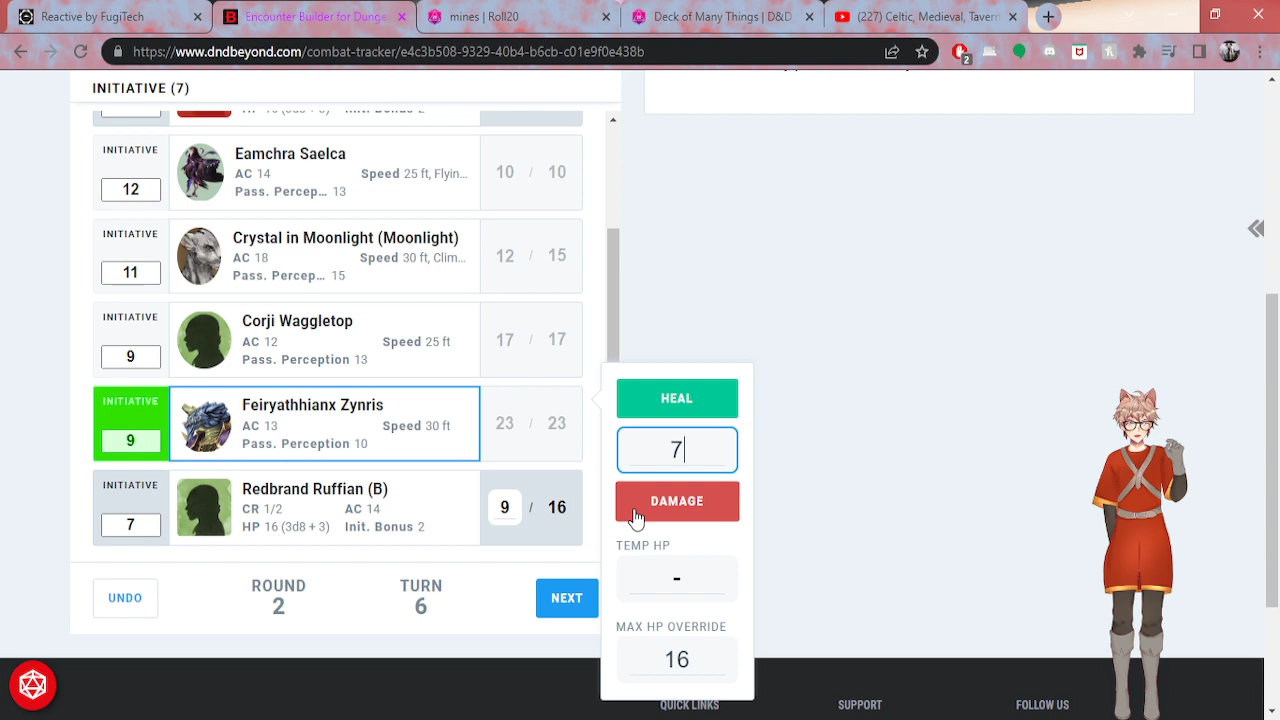 Reactive by FugiTech
Encounter Builder for Dunge
mines | Roll20
Deck of Many Things | D&D
(227) Celtic, Medieval, Tavern
https://www.dndbeyond.com/combat-tracker/e4c3b508-9329-40b4-b6cb-c01e9f0e438b
2
INITIATIVE (7)
INITIATIVE
12
Eamchra Saelca
AC 14 Speed 25 ft, Flyin...
Pass. Percep... 13
10 / 10
INITIATIVE
11
Crystal in Moonlight (Moonlight)
AC 18 Speed 30 ft, Clim...
Pass. Percep... 15
12 / 15
INITIATIVE
9
Corji Waggletop
AC 12 Speed 25 ft
Pass. Perception 13
17 / 17
INITIATIVE
9
Feiryathhianx Zynris
AC 13 Speed 30 ft
Pass. Perception 10
23 / 23
INITIATIVE
7
Redbrand Ruffian (B)
CR 1/2 AC 14
HP 16 (3d8 + 3) Init. Bonus 2
9 / 16
HEAL
7
DAMAGE
TEMP HP
-
MAX HP OVERRIDE
16
UNDO
ROUND
2
TURN
6
NEXT
QUICK LINKS
SUPPORT
FOLLOW US